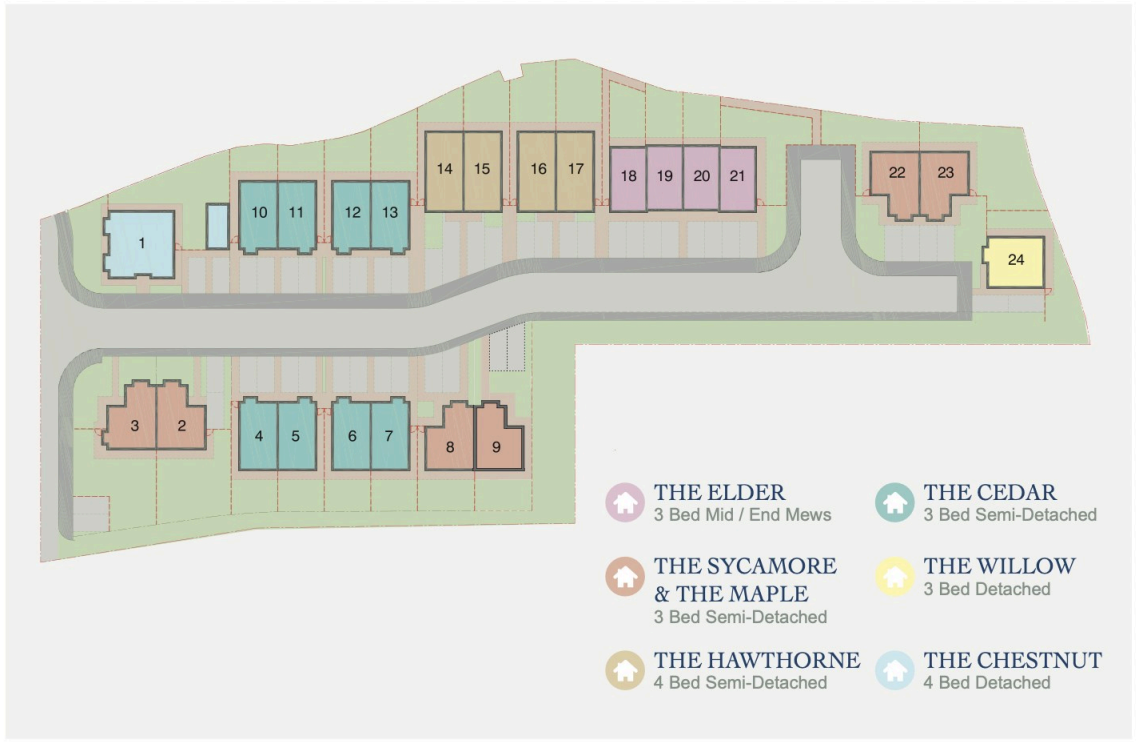 14 15 16 17
18 19 20 21
22 23
10 11 12 13
1
24
3 2
4 5 6 7
8 9
THE ELDER
3 Bed Mid / End Mews
THE CEDAR
3 Bed Semi-Detached
THE SYCAMORE
& THE MAPLE
3 Bed Semi-Detached
THE WILLOW
3 Bed Detached
THE HAWTHORNE
4 Bed Semi-Detached
THE CHESTNUT
4 Bed Detached